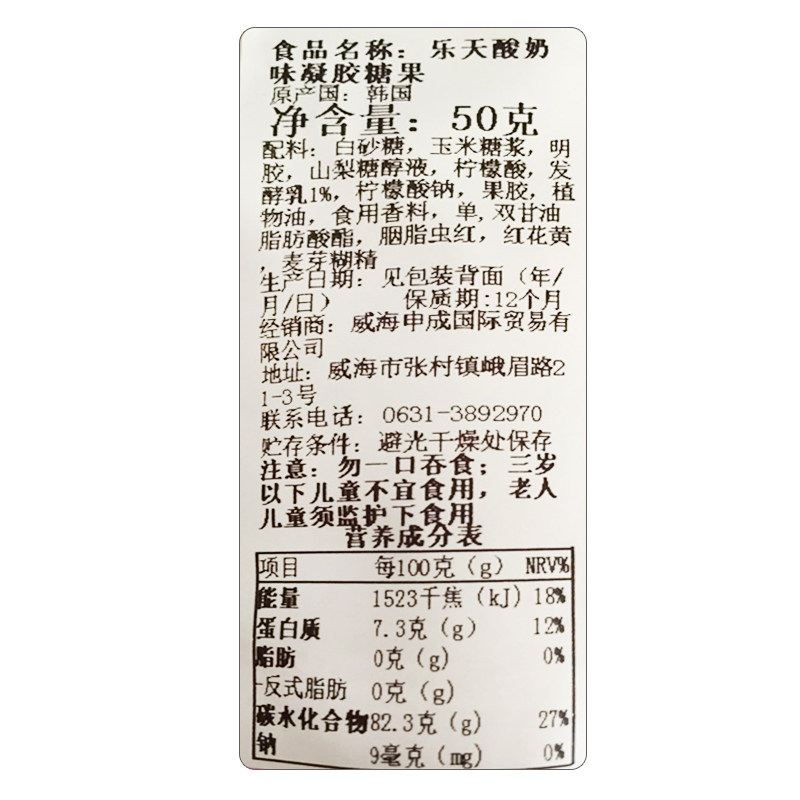 食品名称：乐天酸奶
味凝胶糖果
原产国：韩国
净含量：50克
配料：白砂糖，玉米糖浆，明
胶，山梨糖醇液，柠檬酸，发
酵乳1%，柠檬酸钠，果胶，植
物油，食用香料，单，双甘油
脂肪酸酯，胭脂虫红，红花黄
，麦芽糊精
生产日期：见包装背面（年/
月/日） 保质期:12个月
经销商：威海申成国际贸易有
限公司
地址：威海市张村镇峨眉路2
1-3号
联系电话：0631-3892970
贮存条件：避光干燥处保存
注意：勿一口吞食；三岁
以下儿童不宜食用，老人
儿童须监护下食用
营养成分表
项目 每100克（g） NRV%
能量 1523千焦（kJ） 18%
蛋白质 7.3克（g） 12%
脂肪 0克（g） 0%
-反式脂肪 0克（g）
碳水化合物 82.3克（g） 27%
钠 9毫克（mg） 0%